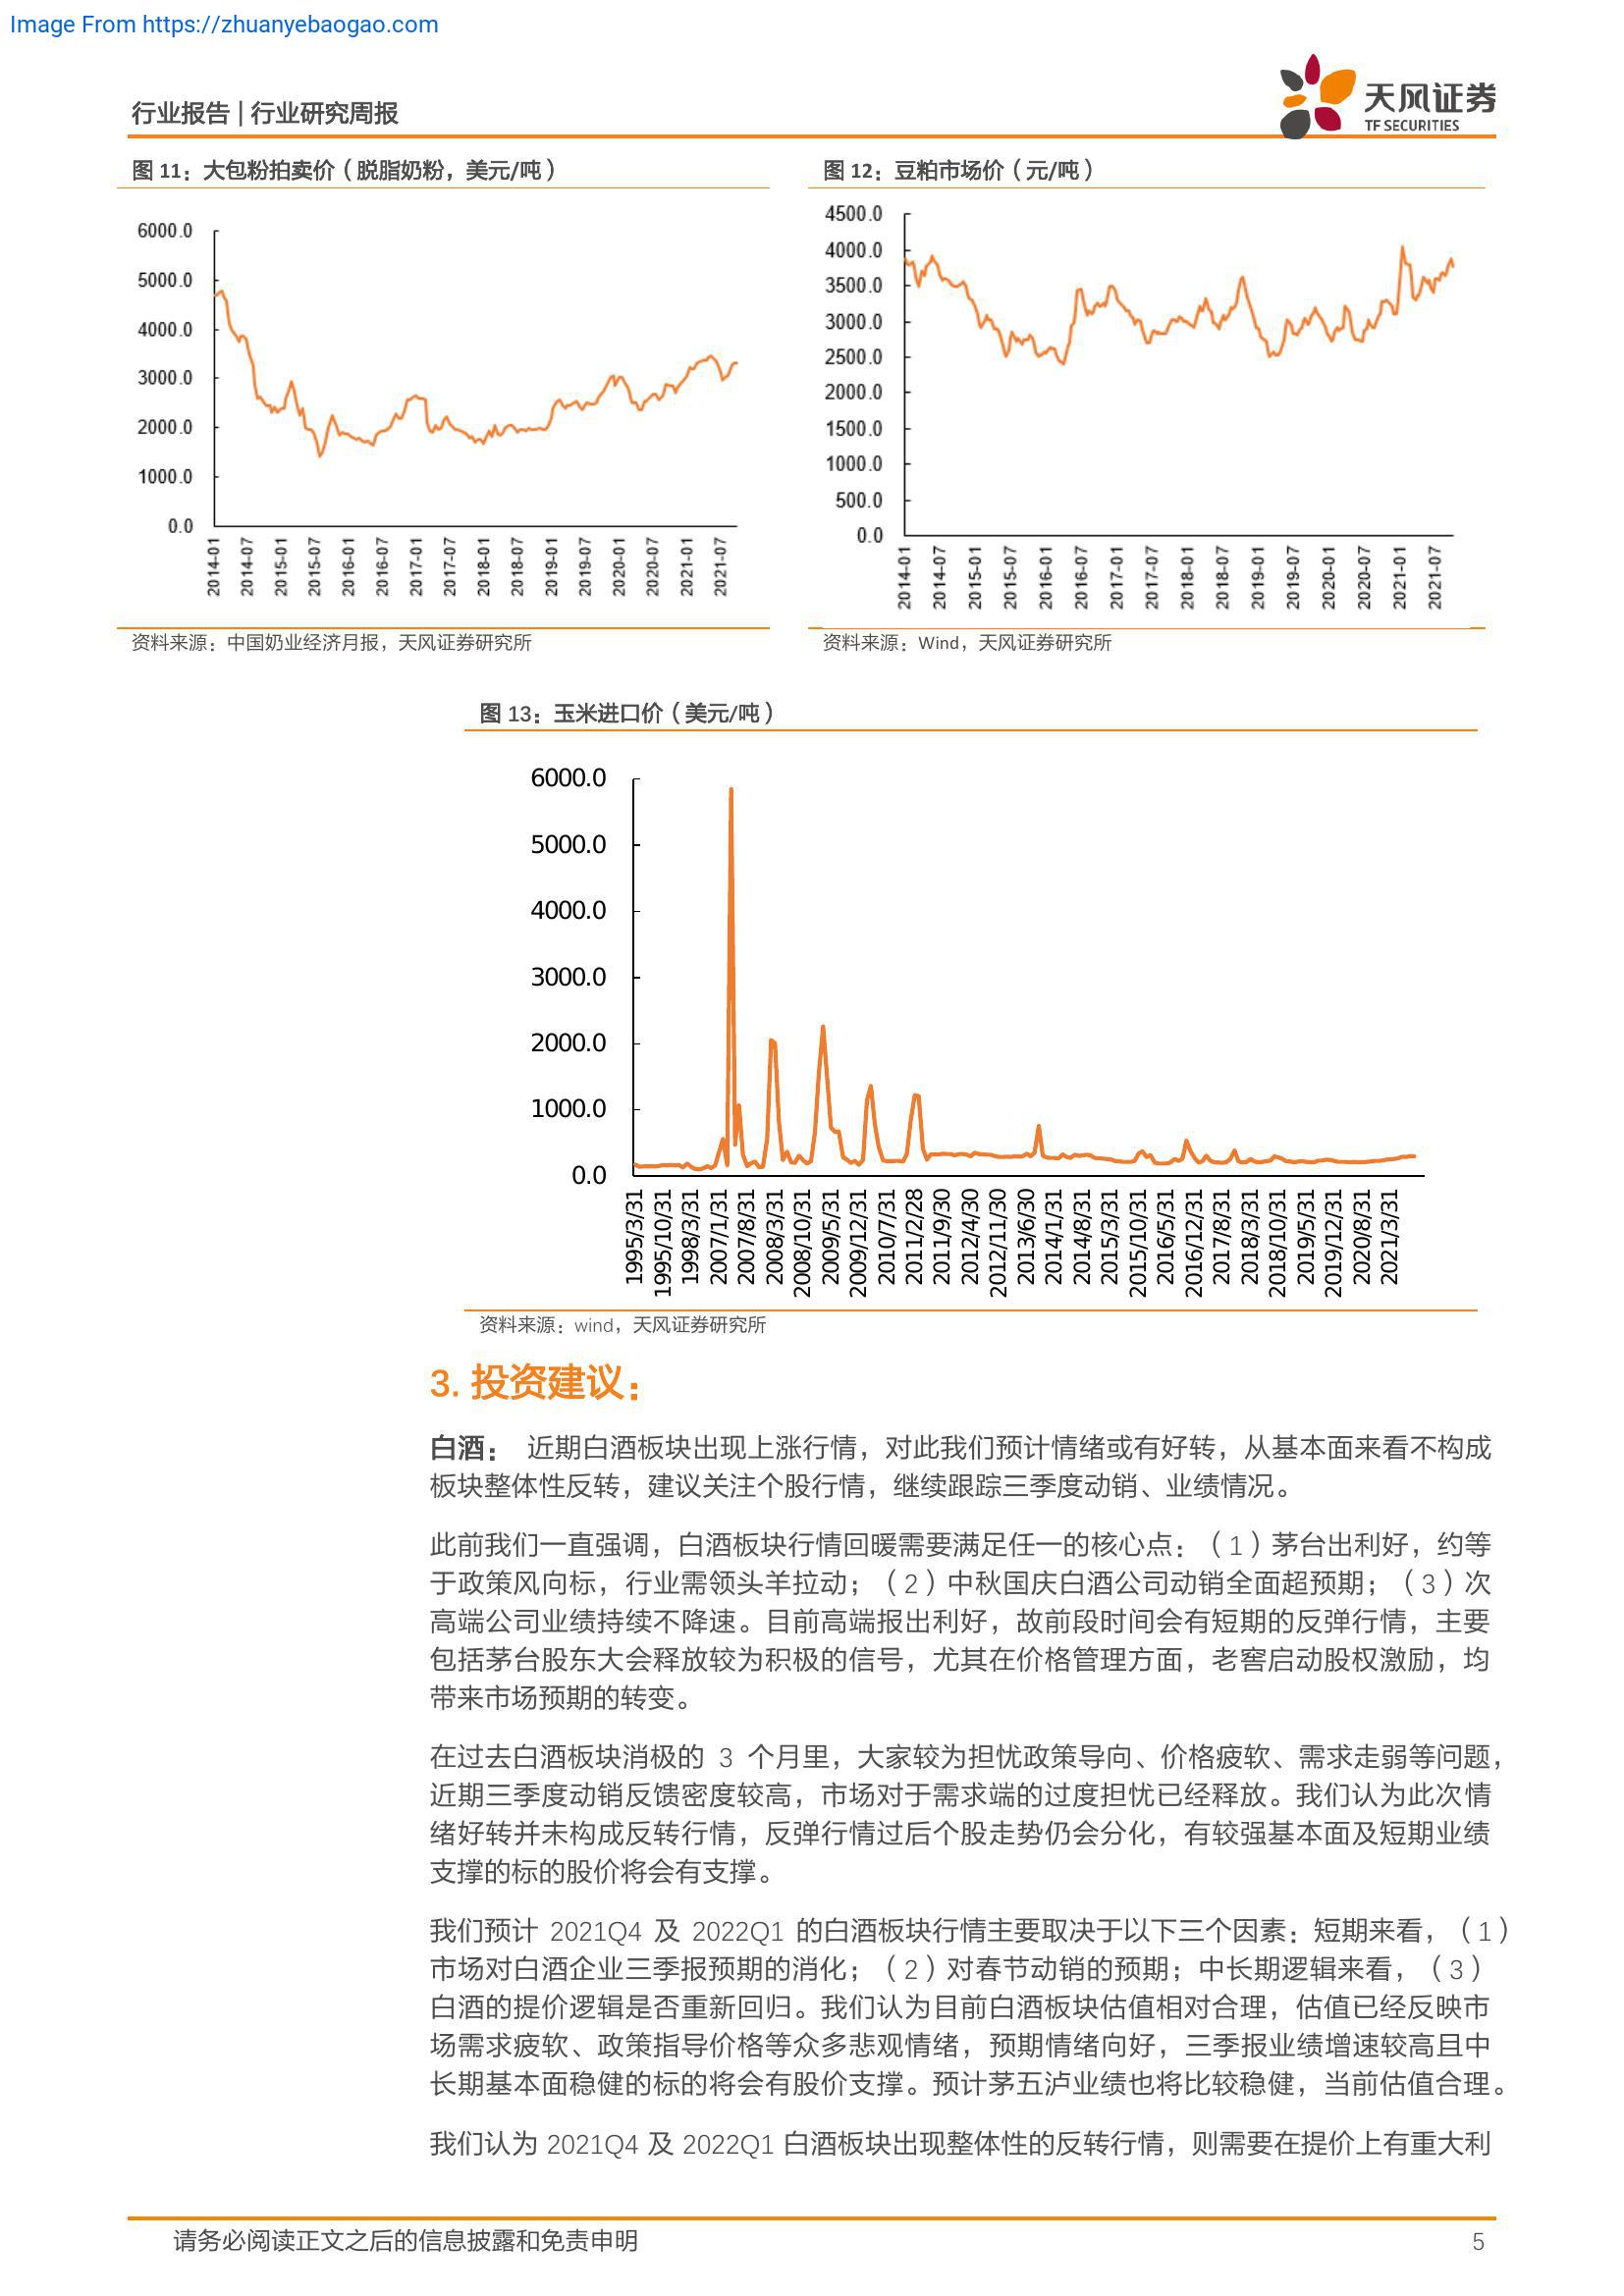 Image From https://zhuanyebaogao.com
行业报告 | 行业研究周报
天风证券
TF SECURITIES
图 11：大包粉拍卖价（脱脂奶粉，美元/吨）
6000.0
5000.0
4000.0
3000.0
2000.0
1000.0
0.0
2014-01
2014-07
2015-01
2015-07
2016-01
2016-07
2017-01
2017-07
2018-01
2018-07
2019-01
2019-07
2020-01
2020-07
2021-01
2021-07
资料来源：中国奶业经济月报，天风证券研究所
图 12：豆粕市场价（元/吨）
4500.0
4000.0
3500.0
3000.0
2500.0
2000.0
1500.0
1000.0
500.0
0.0
2014-01
2014-07
2015-01
2015-07
2016-01
2016-07
2017-01
2017-07
2018-01
2018-07
2019-01
2019-07
2020-01
2020-07
2021-01
2021-07
资料来源：Wind，天风证券研究所
图 13：玉米进口价（美元/吨）
6000.0
5000.0
4000.0
3000.0
2000.0
1000.0
0.0
1995/3/31
1995/10/31
1998/3/31
2007/1/31
2007/8/31
2008/3/31
2008/10/31
2009/5/31
2009/12/31
2010/7/31
2011/2/28
2011/9/30
2012/4/30
2012/11/30
2013/6/30
2014/1/31
2014/8/31
2015/3/31
2015/10/31
2016/5/31
2016/12/31
2017/8/31
2018/3/31
2018/10/31
2019/5/31
2019/12/31
2020/8/31
2021/3/31
资料来源：wind，天风证券研究所
3. 投资建议：
白酒： 近期白酒板块出现上涨行情，对此我们预计情绪或有好转，从基本面来看不构成
板块整体性反转，建议关注个股行情，继续跟踪三季度动销、业绩情况。
此前我们一直强调，白酒板块行情回暖需要满足任一的核心点：（1）茅台出利好，约等
于政策风向标，行业需领头羊拉动；（2）中秋国庆白酒公司动销全面超预期；（3）次
高端公司业绩持续不降速。目前高端报出利好，故前段时间会有短期的反弹行情，主要
包括茅台股东大会释放较为积极的信号，尤其在价格管理方面，老窖启动股权激励，均
带来市场预期的转变。
在过去白酒板块消极的 3 个月里，大家较为担忧政策导向、价格疲软、需求走弱等问题，
近期三季度动销反馈密度较高，市场对于需求端的过度担忧已经释放。我们认为此次情
绪好转并未构成反转行情，反弹行情过后个股走势仍会分化，有较强基本面及短期业绩
支撑的标的股价将会有支撑。
我们预计 2021Q4 及 2022Q1 的白酒板块行情主要取决于以下三个因素：短期来看，（1）
市场对白酒企业三季报预期的消化；（2）对春节动销的预期；中长期逻辑来看，（3）
白酒的提价逻辑是否重新回归。我们认为目前白酒板块估值相对合理，估值已经反映市
场需求疲软、政策指导价格等众多悲观情绪，预期情绪向好，三季报业绩增速较高且中
长期基本面稳健的标的将会有股价支撑。预计茅五泸业绩也将比较稳健，当前估值合理。
我们认为 2021Q4 及 2022Q1 白酒板块出现整体性的反转行情，则需要在提价上有重大利
请务必阅读正文之后的信息披露和免责申明
5